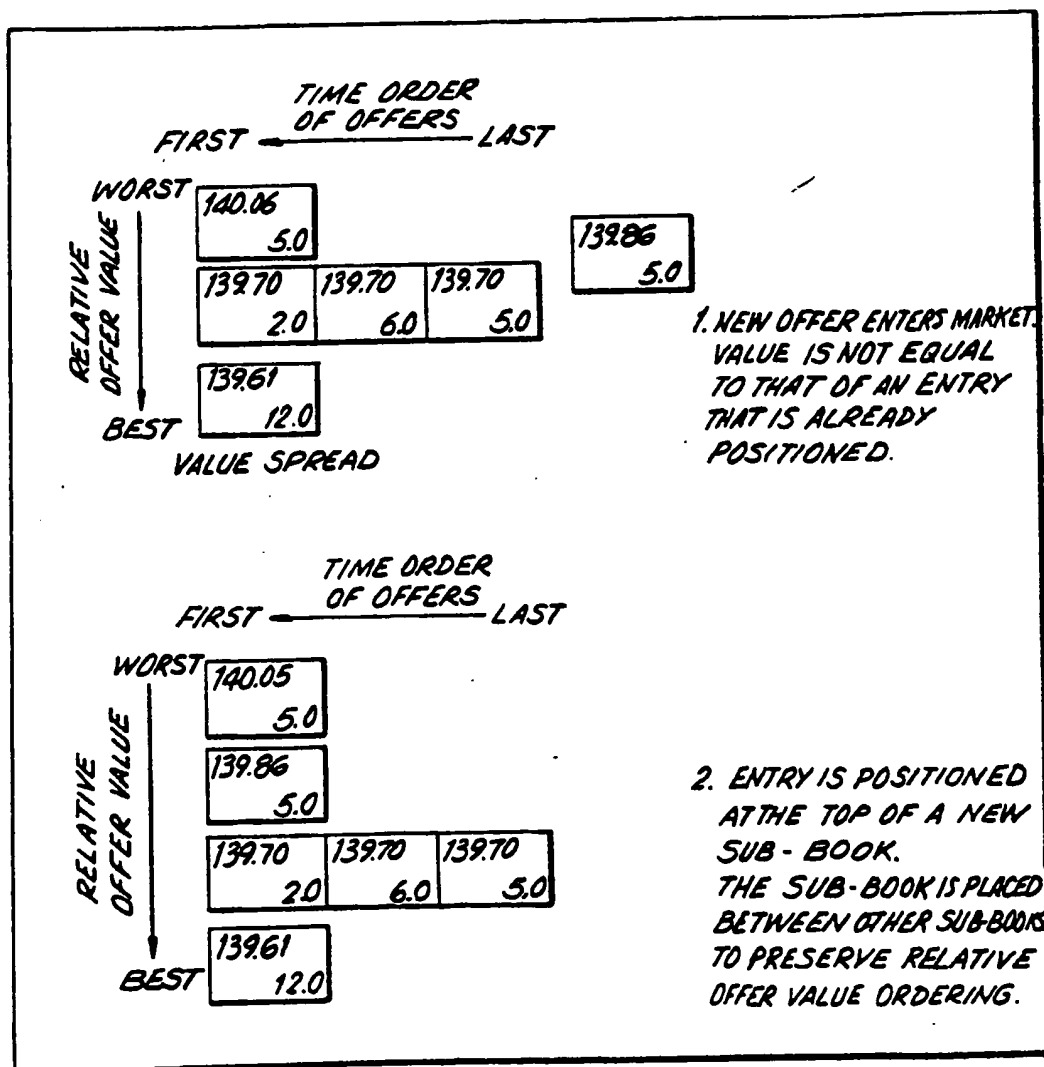 TIME ORDER
OF OFFERS
FIRST LAST
WORST
RELATIVE
OFFER VALUE
BEST
140.06
5.0
139.70 139.70 139.70
2.0 6.0 5.0
139.61
12.0
VALUE SPREAD
139.86
5.0
1. NEW OFFER ENTERS MARKET.
VALUE IS NOT EQUAL
TO THAT OF AN ENTRY
THAT IS ALREADY
POSITIONED.
TIME ORDER
OF OFFERS
FIRST LAST
WORST
RELATIVE
OFFER VALUE
BEST
140.05
5.0
139.86
5.0
139.70 139.70 139.70
2.0 6.0 5.0
139.61
12.0
2. ENTRY IS POSITIONED
AT THE TOP OF A NEW
SUB-BOOK.
THE SUB-BOOK IS PLACED
BETWEEN OTHER SUB-BOOKS
TO PRESERVE RELATIVE
OFFER VALUE ORDERING.